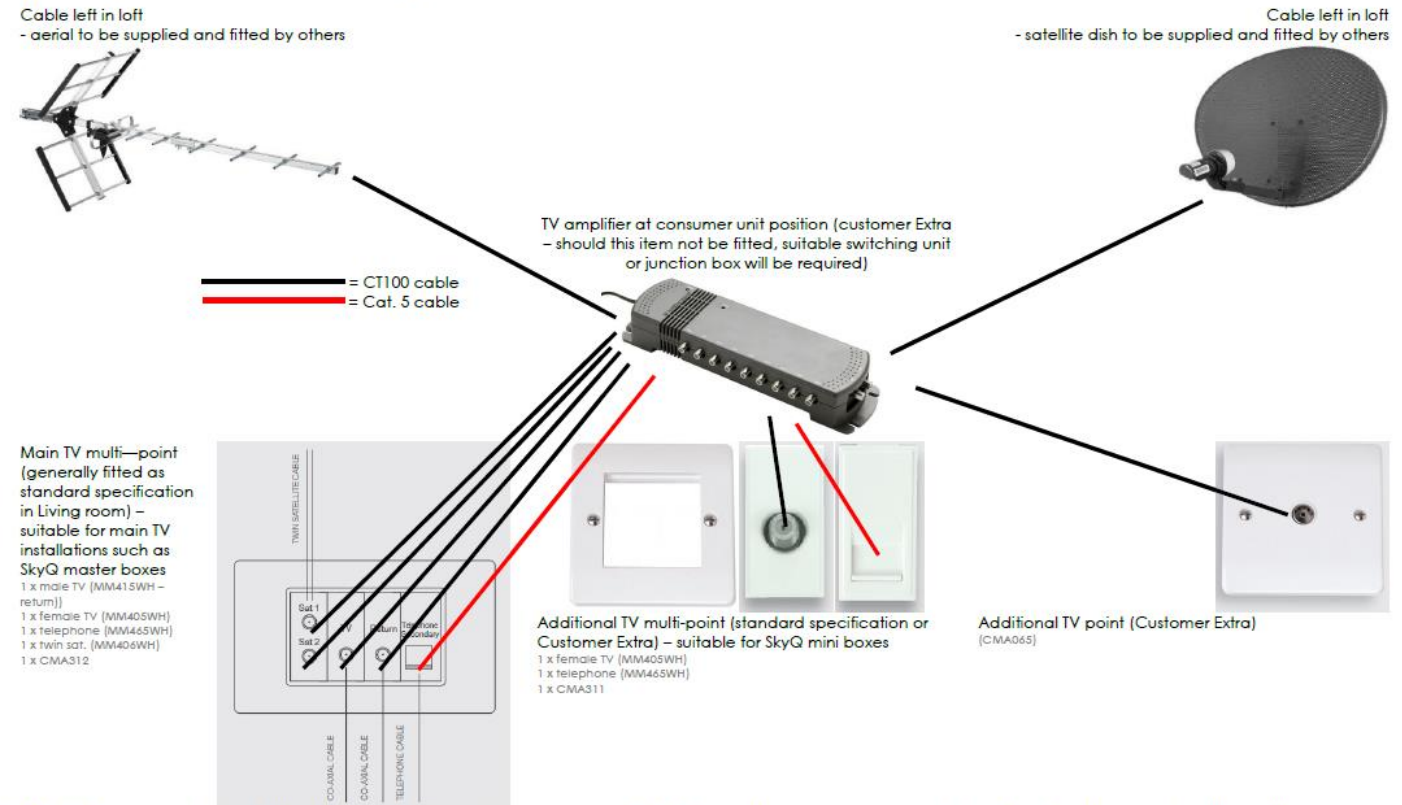 Cable left in loft
- aerial to be supplied and fitted by others
Cable left in loft
- satellite dish to be supplied and fitted by others
TV amplifier at consumer unit position (customer Extra
– should this item not be fitted, suitable switching unit
or junction box will be required)
= CT100 cable
= Cat. 5 cable
Main TV multi—point
(generally fitted as
standard specification
in Living room) –
suitable for main TV
installations such as
SkyQ master boxes
1 x male TV (MM415WH –
return))
1 x female TV (MM405WH)
1 x telephone (MM465WH)
1 x twin sat. (MM406WH)
1 x CMA312
TWIN SATELLITE CABLE
Sat 1
Sat 2
TV
Return
Telephone
Secondary
CO-AXIAL CABLE
CO-AXIAL CABLE
TELEPHONE CABLE
Additional TV multi-point (standard specification or
Customer Extra) – suitable for SkyQ mini boxes
1 x female TV (MM405WH)
1 x telephone (MM465WH)
1 x CMA311
Additional TV point (Customer Extra)
(CMA065)